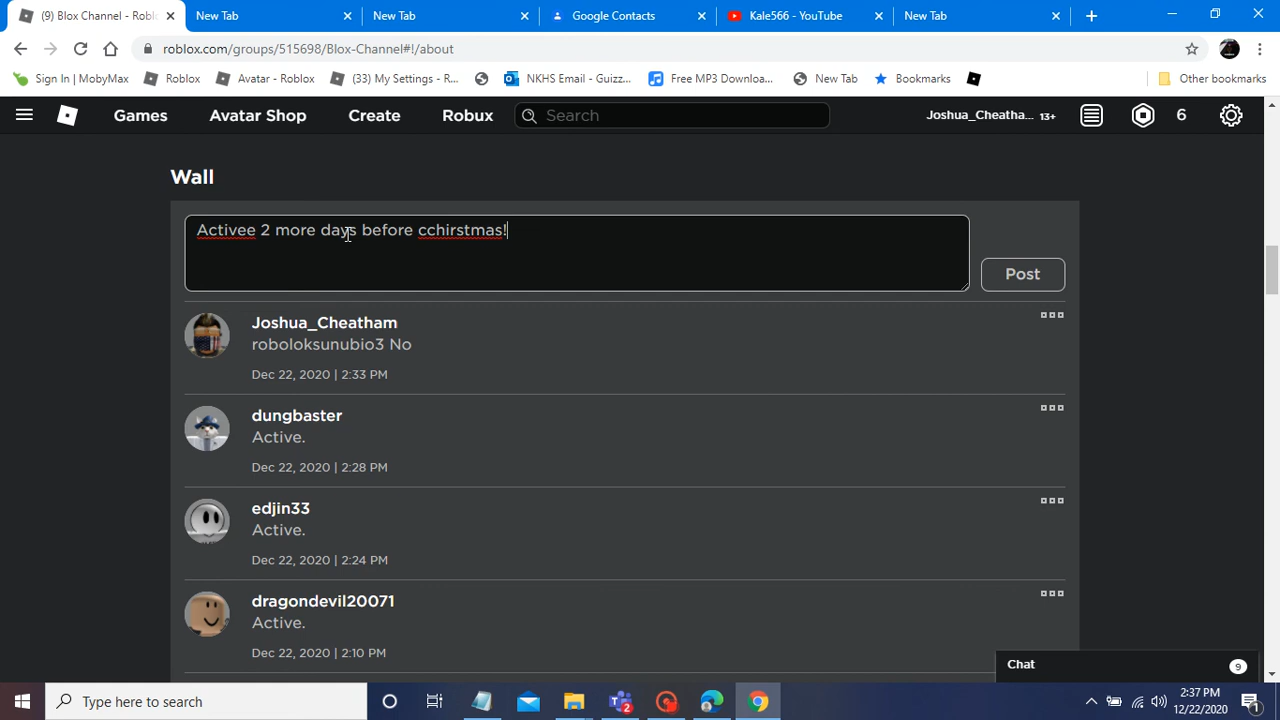 (9) Blox Channel - Robl
New Tab
New Tab
Google Contacts
Kale566 - YouTube
New Tab
roblox.com/groups/515698/Blox-Channel#!/about
Sign In | MobyMax
Roblox
Avatar - Roblox
(33) My Settings - R...
NKHS Email - Guizz...
Free MP3 Downloa...
New Tab
Bookmarks
Other bookmarks
Games
Avatar Shop
Create
Robux
Search
Joshua_Cheatha... 13+
6
Wall
Activee 2 more days before cchirstmas!
Post
Joshua_Cheatham
roboloksunubio3 No
Dec 22, 2020 | 2:33 PM
dungbaster
Active.
Dec 22, 2020 | 2:28 PM
edjin33
Active.
Dec 22, 2020 | 2:24 PM
dragondevil20071
Active.
Dec 22, 2020 | 2:10 PM
Chat
9
Type here to search
2
2:37 PM
12/22/2020
1